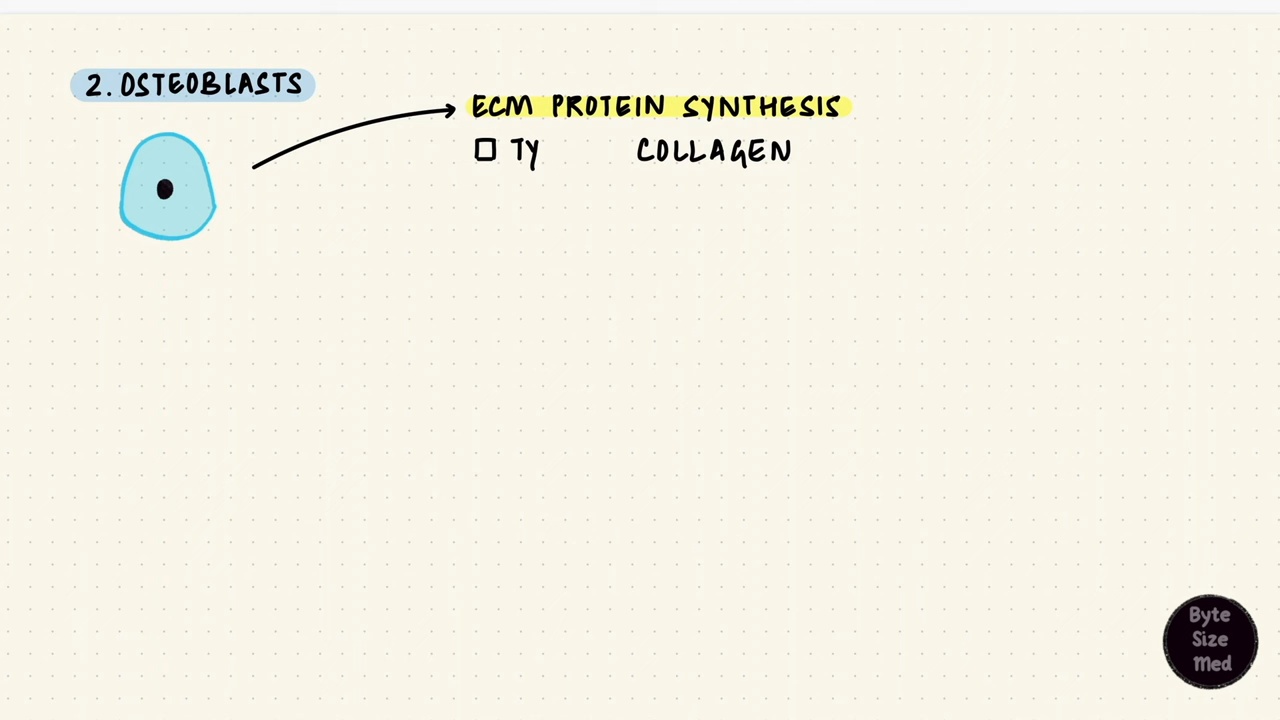 2. OSTEOBLASTS
ECM PROTEIN SYNTHESIS
TY COLLAGEN
Byte
Size
Med